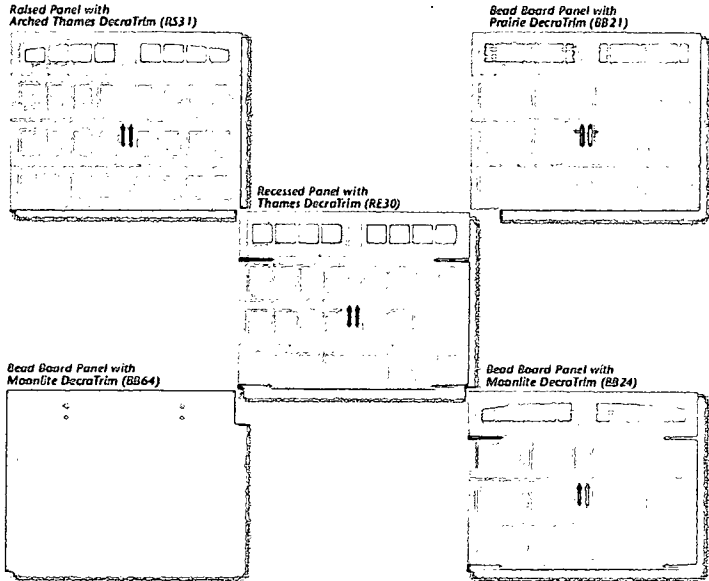 Raised Panel with
Arched Thames DecraTrim (RS31)
Bead Board Panel with
Prairie DecraTrim (BB21)
Recessed Panel with
Thames DecraTrim (RE30)
Bead Board Panel with
Moonlite DecraTrim (BB64)
Bead Board Panel with
Moonlite DecraTrim (BB24)